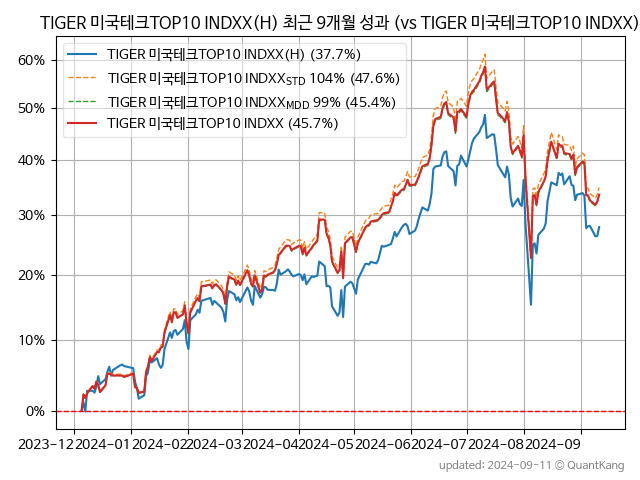 TIGER 미국테크TOP10 INDXX(H) 최근 9개월 성과 (vs TIGER 미국테크TOP10 INDXX)
TIGER 미국테크TOP10 INDXX(H) (37.7%)
TIGER 미국테크TOP10 INDXXSTD 104% (47.6%)
TIGER 미국테크TOP10 INDXXMDD 99% (45.4%)
TIGER 미국테크TOP10 INDXX (45.7%)
60%
50%
40%
30%
20%
10%
0%
2023-12 2024-01 2024-02 2024-03 2024-04 2024-05 2024-06 2024-07 2024-08 2024-09
updated: 2024-09-11 © QuantKang